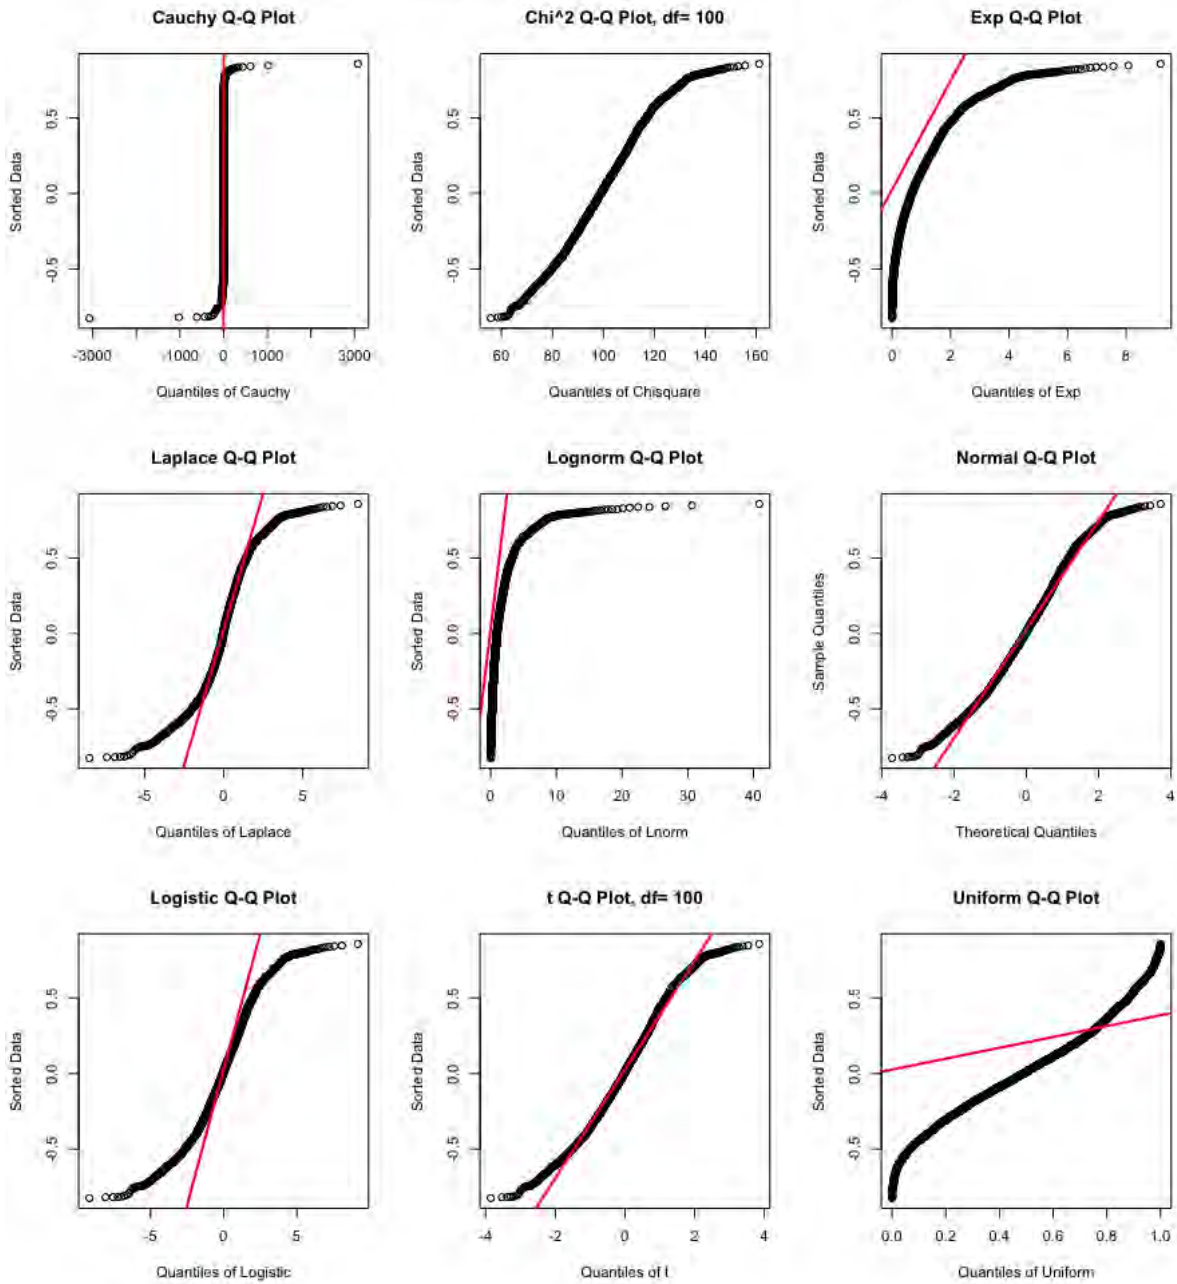 Cauchy Q-Q Plot
Sorted Data
0.5
0.0
-0.5
-3000 -1000 0 1000 3000
Quantiles of Cauchy
Chi^2 Q-Q Plot, df= 100
Sorted Data
0.5
0.0
-0.5
60 80 100 120 140 160
Quantiles of Chisquare
Exp Q-Q Plot
Sorted Data
0.5
0.0
-0.5
0 2 4 6 8
Quantiles of Exp
Laplace Q-Q Plot
Sorted Data
0.5
0.0
-0.5
-5 0 5
Quantiles of Laplace
Lognorm Q-Q Plot
Sorted Data
0.5
0.0
-0.5
0 10 20 30 40
Quantiles of Lnorm
Normal Q-Q Plot
Sample Quantiles
0.5
0.0
-0.5
-4 -2 0 2 4
Theoretical Quantiles
Logistic Q-Q Plot
Sorted Data
0.5
0.0
-0.5
-5 0 5
Quantiles of Logistic
t Q-Q Plot, df= 100
Sorted Data
0.5
0.0
-0.5
-4 -2 0 2 4
Quantiles of t
Uniform Q-Q Plot
Sorted Data
0.5
0.0
-0.5
0.0 0.2 0.4 0.6 0.8 1.0
Quantiles of Uniform